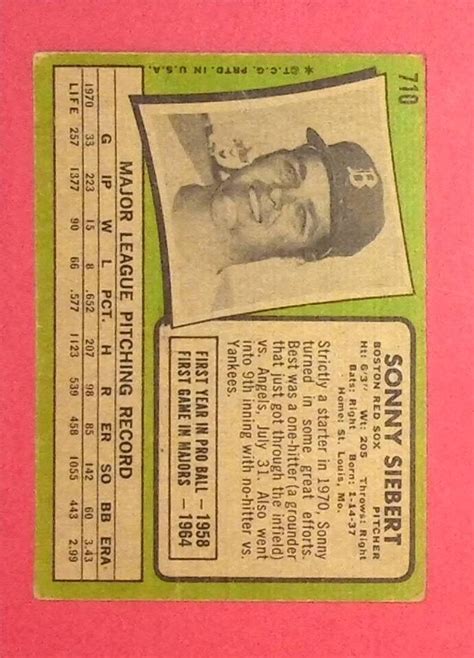 710
* ©T.C.G. PRTD. IN U.S.A.
B
SONNY SIEBERT
BOSTON RED SOX PITCHER
Ht: 6'3" Wt: 205 Throws: Right
Bats: Right Born: 1-14-37
Home: St. Louis, Mo.
Strictly a starter in 1970, Sonny
turned in some great efforts.
Best was a one-hitter (a grounder
that just got through the infield)
vs. Angels, July 31. Also went
into 9th inning with no-hitter vs.
Yankees.
FIRST YEAR IN PRO BALL — 1958
FIRST GAME IN MAJORS — 1964
MAJOR LEAGUE PITCHING RECORD
G IP W L PCT. H R ER SO BB ERA
1970 33 223 15 8 .652 207 98 85 142 60 3.43
LIFE 257 1377 90 66 .577 1123 539 458 1055 443 2.99